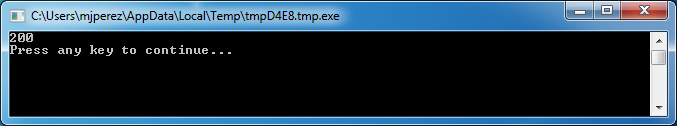 C:\Users\mjperez\AppData\Local\Temp\tmpD4E8.tmp.exe
200
Press any key to continue...